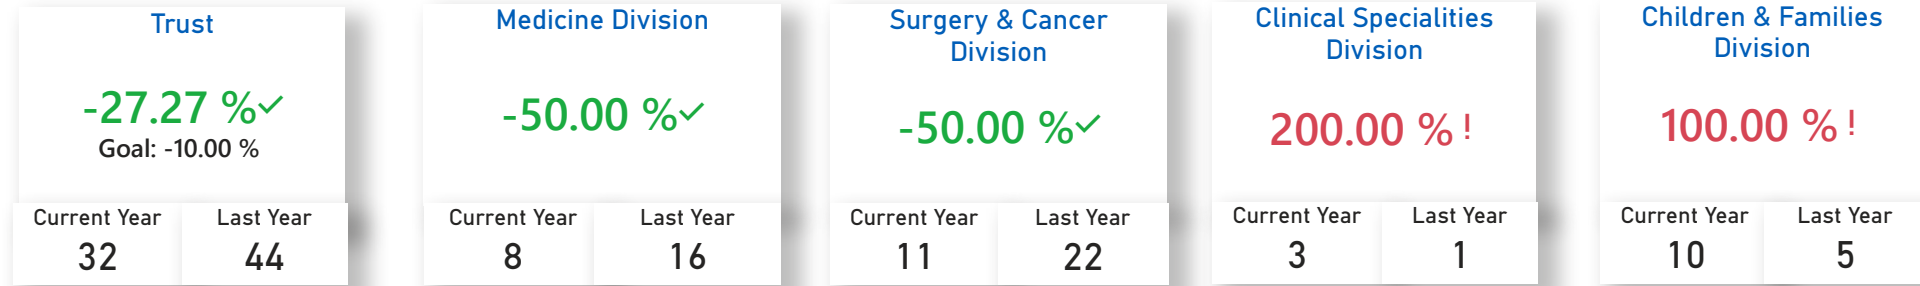 Trust
-27.27 %✓
Goal: -10.00 %
Current Year
Last Year
32
44
Medicine Division
-50.00 %✓
Current Year
Last Year
8
16
Surgery & Cancer
Division
-50.00 %✓
Current Year
Last Year
11
22
Clinical Specialities
Division
200.00 % !
Current Year
Last Year
3
1
Children & Families
Division
100.00 % !
Current Year
Last Year
10
5